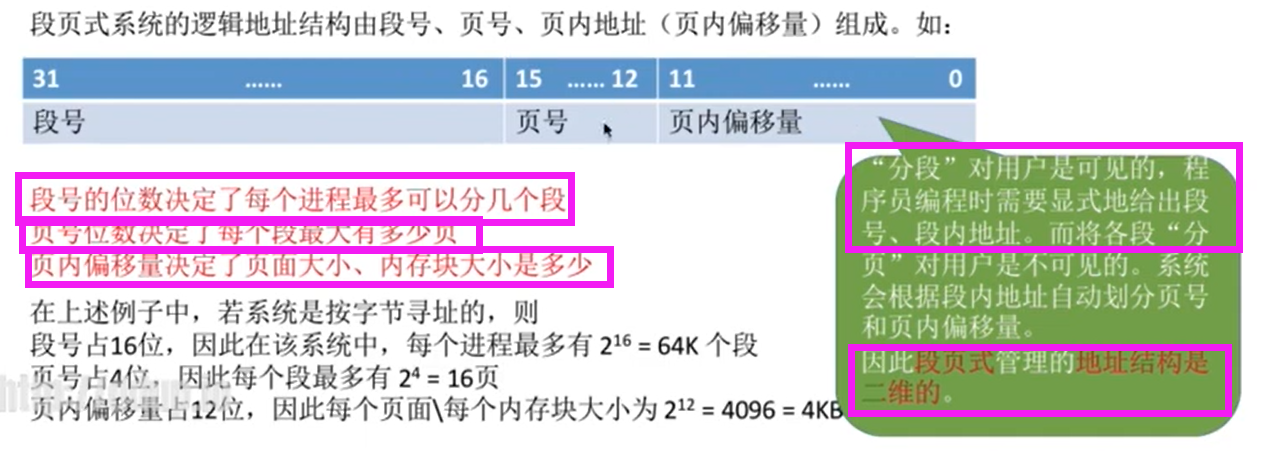 段页式系统的逻辑地址结构由段号、页号、页内地址（页内偏移量）组成。如：
31 …… 16 15 …… 12 11 …… 0
段号 页号 页内偏移量
段号的位数决定了每个进程最多可以分几个段
页号位数决定了每个段最大有多少页
页内偏移量决定了页面大小、内存块大小是多少
在上述例子中，若系统是按字节寻址的，则
段号占16位，因此在该系统中，每个进程最多有 2¹⁶ = 64K 个段
页号占4位，因此每个段最多有 2⁴ = 16页
页内偏移量占12位，因此每个页面\每个内存块大小为 2¹² = 4096 = 4KB
“分段”对用户是可见的，程
序员编程时需要显式地给出段
号、段内地址。而将各段“分
页”对用户是不可见的。系统
会根据段内地址自动划分页号
和页内偏移量。
因此段页式管理的地址结构是
二维的。